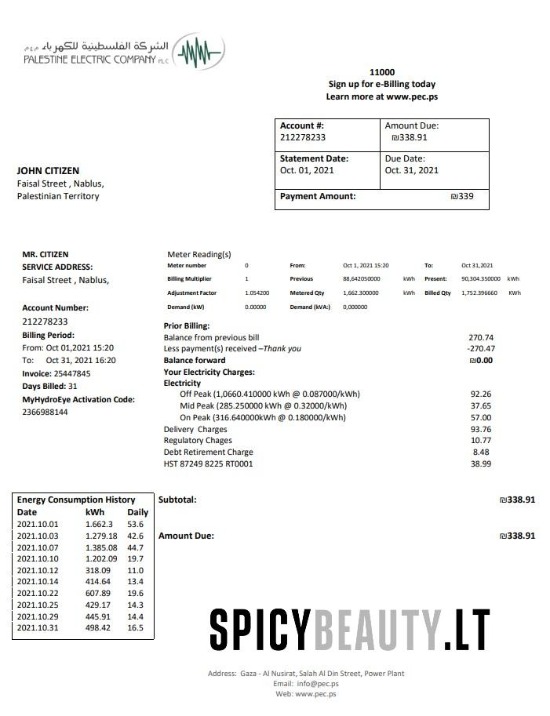 الشركة الفلسطينية للكهرباء م.ع.م
PALESTINE ELECTRIC COMPANY PLC
11000
Sign up for e-Billing today
Learn more at www.pec.ps
Account #:
212278233
Amount Due:
₪338.91
Statement Date:
Oct. 01, 2021
Due Date:
Oct. 31, 2021
Payment Amount: ₪339
JOHN CITIZEN
Faisal Street , Nablus,
Palestinian Territory
MR. CITIZEN
SERVICE ADDRESS:
Faisal Street , Nablus,
Account Number:
212278233
Billing Period:
From: Oct 01,2021 15:20
To: Oct 31, 2021 16:20
Invoice: 25447845
Days Billed: 31
MyHydroEye Activation Code:
2366988144
Meter Reading(s)
Meter number 0 From: Oct 1, 2021 15:20 To: Oct 31,2021
Billing Multiplier 1 Previous 88,642050000 kWh Present: 90,304.350000 kWh
Adjustment Factor 1.054200 Metered Qty 1,662,300000 kWh Billed Qty 1,752.396660 KWh
Demand (kW) 0.00000 Demand (kVA:) 0,000000
Prior Billing:
Balance from previous bill 270.74
Less payment(s) received –Thank you -270.47
Balance forward ₪0.00
Your Electricity Charges:
Electricity
Off Peak (1,0660.410000 kWh @ 0.087000/kWh) 92.26
Mid Peak (285.250000 kWh @ 0.32000/kWh) 37.65
On Peak (316.640000kWh @ 0.180000/kWh) 57.00
Delivery Charges 93.76
Regulatory Chages 10.77
Debt Retirement Charge 8.48
HST 87249 8225 RT0001 38.99
Energy Consumption History
Date kWh Daily
2021.10.01 1.662.3 53.6
2021.10.03 1.279.18 42.6
2021.10.07 1.385.08 44.7
2021.10.10 1.202.09 19.7
2021.10.12 318.09 11.0
2021.10.14 414.64 13.4
2021.10.22 607.89 19.6
2021.10.25 429.17 14.3
2021.10.29 445.91 14.4
2021.10.31 498.42 16.5
Subtotal: ₪338.91
Amount Due: ₪338.91
SPICYBEAUTY.LT
Address: Gaza - Al Nusirat, Salah Al Din Street, Power Plant
Email: info@pec.ps
Web: www.pec.ps